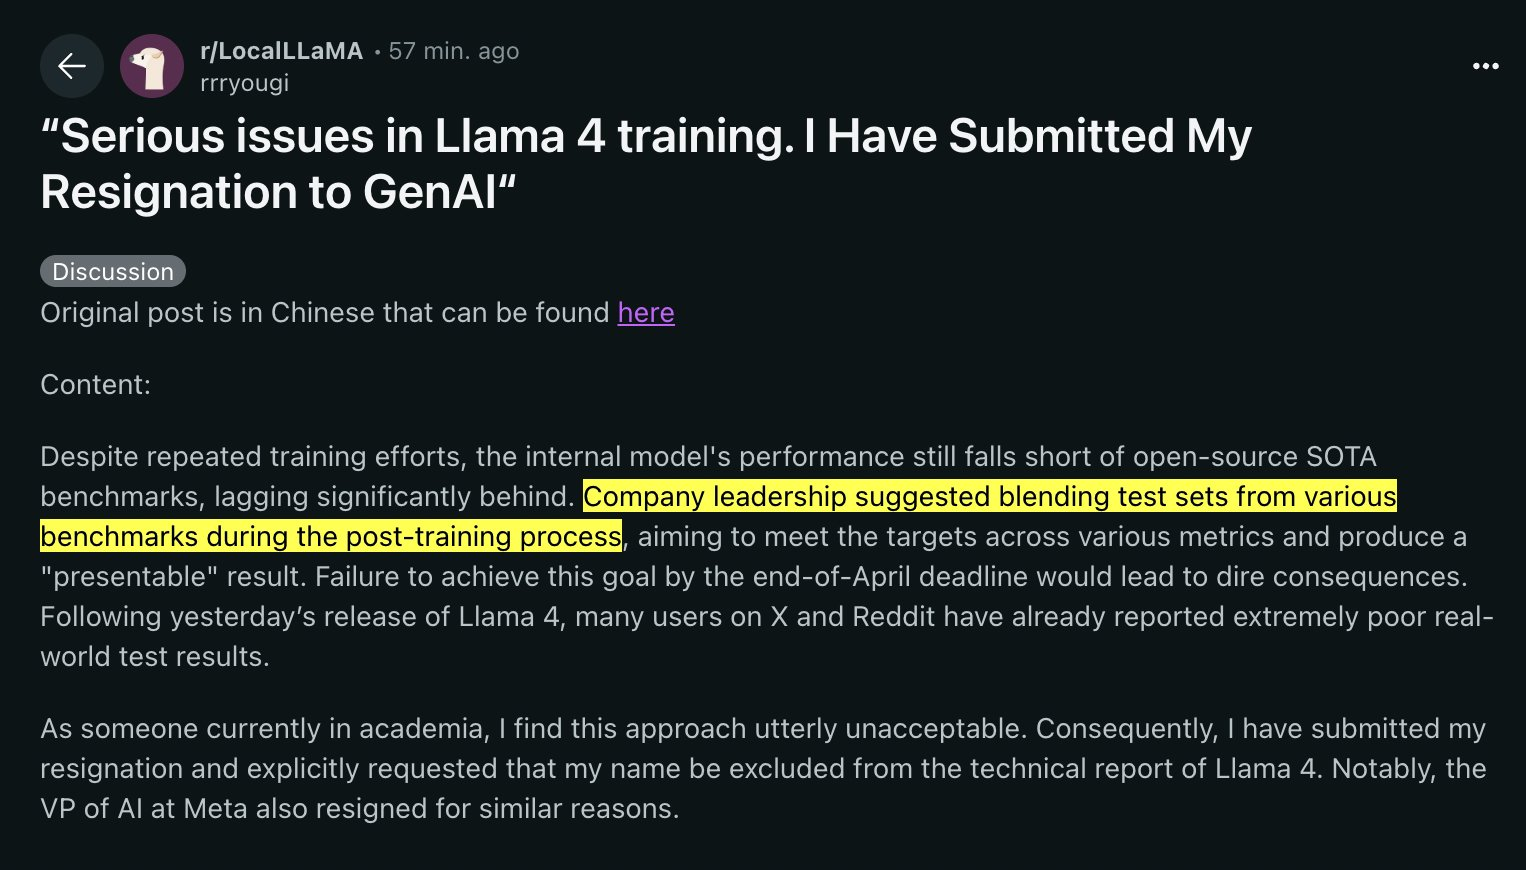 r/LocalLLaMA • 57 min. ago
rrryougi
“Serious issues in Llama 4 training. I Have Submitted My
Resignation to GenAI“
Discussion
Original post is in Chinese that can be found here
Content:
Despite repeated training efforts, the internal model's performance still falls short of open-source SOTA
benchmarks, lagging significantly behind. Company leadership suggested blending test sets from various
benchmarks during the post-training process, aiming to meet the targets across various metrics and produce a
"presentable" result. Failure to achieve this goal by the end-of-April deadline would lead to dire consequences.
Following yesterday’s release of Llama 4, many users on X and Reddit have already reported extremely poor real-
world test results.
As someone currently in academia, I find this approach utterly unacceptable. Consequently, I have submitted my
resignation and explicitly requested that my name be excluded from the technical report of Llama 4. Notably, the
VP of AI at Meta also resigned for similar reasons.